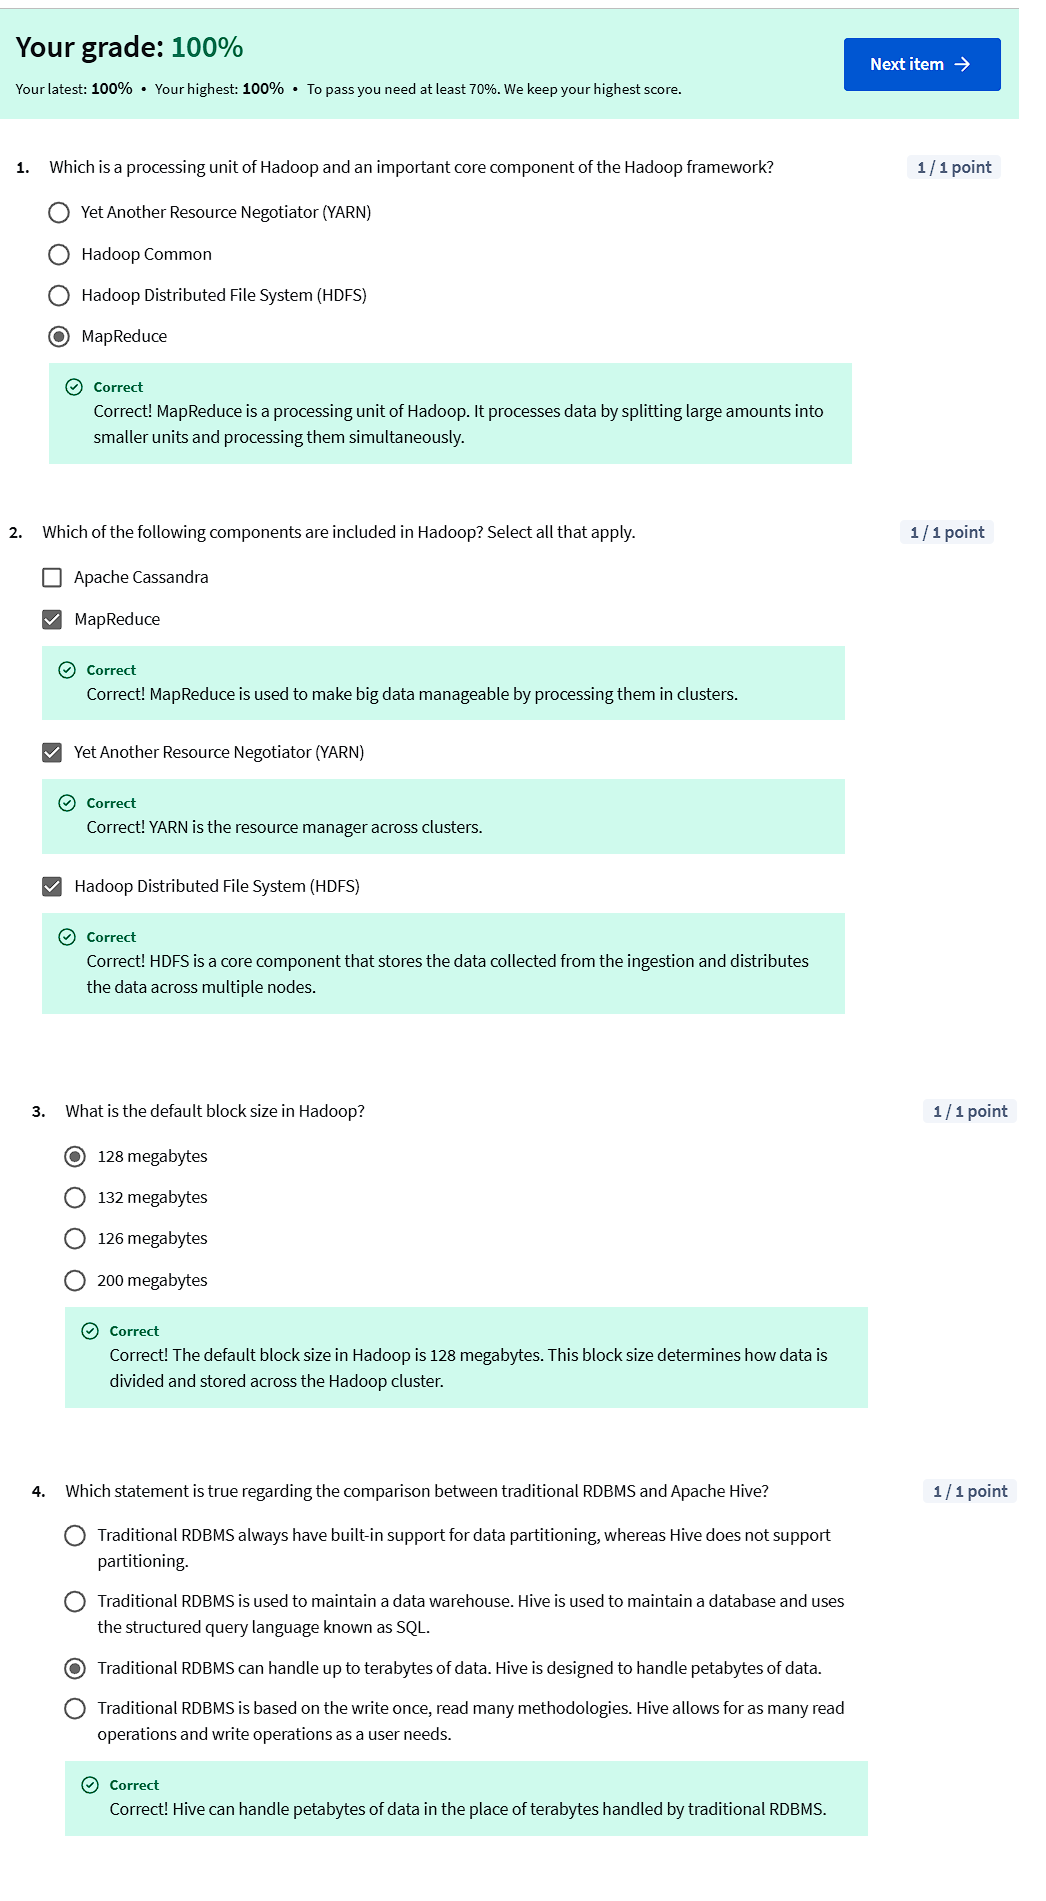 Your grade: 100%
Next item →
Your latest: 100% • Your highest: 100% • To pass you need at least 70%. We keep your highest score.
1. Which is a processing unit of Hadoop and an important core component of the Hadoop framework? 1 / 1 point
Yet Another Resource Negotiator (YARN)
Hadoop Common
Hadoop Distributed File System (HDFS)
MapReduce
Correct
Correct! MapReduce is a processing unit of Hadoop. It processes data by splitting large amounts into
smaller units and processing them simultaneously.
2. Which of the following components are included in Hadoop? Select all that apply. 1 / 1 point
Apache Cassandra
MapReduce
Correct
Correct! MapReduce is used to make big data manageable by processing them in clusters.
Yet Another Resource Negotiator (YARN)
Correct
Correct! YARN is the resource manager across clusters.
Hadoop Distributed File System (HDFS)
Correct
Correct! HDFS is a core component that stores the data collected from the ingestion and distributes
the data across multiple nodes.
3. What is the default block size in Hadoop? 1 / 1 point
128 megabytes
132 megabytes
126 megabytes
200 megabytes
Correct
Correct! The default block size in Hadoop is 128 megabytes. This block size determines how data is
divided and stored across the Hadoop cluster.
4. Which statement is true regarding the comparison between traditional RDBMS and Apache Hive? 1 / 1 point
Traditional RDBMS always have built-in support for data partitioning, whereas Hive does not support
partitioning.
Traditional RDBMS is used to maintain a data warehouse. Hive is used to maintain a database and uses
the structured query language known as SQL.
Traditional RDBMS can handle up to terabytes of data. Hive is designed to handle petabytes of data.
Traditional RDBMS is based on the write once, read many methodologies. Hive allows for as many read
operations and write operations as a user needs.
Correct
Correct! Hive can handle petabytes of data in the place of terabytes handled by traditional RDBMS.